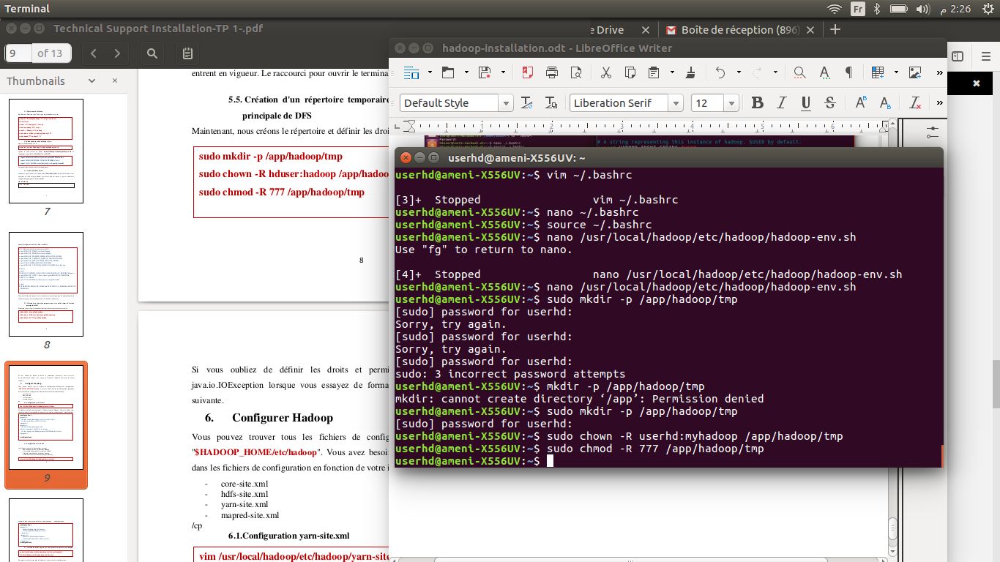 Terminal
Fr
2:26 م
Technical Support Installation-TP 1-.pdf
e Drive
Boîte de réception (896)
9 of 13
Thumbnails
7
8
9
entrent en vigueur. Le raccourci pour ouvrir le termina
5.5. Création d'un répertoire temporaire
principale de DFS
Maintenant, nous créons le répertoire et définir les droi
sudo mkdir -p /app/hadoop/tmp
sudo chown -R hduser:hadoop /app/hadoo
sudo chmod -R 777 /app/hadoop/tmp
8
Si vous oubliez de définir les droits et permi
java.io.IOException lorsque vous essayez de forma
suivante.
6. Configurer Hadoop
Vous pouvez trouver tous les fichiers de config
"$HADOOP_HOME/etc/hadoop". Vous avez besoi
dans les fichiers de configuration en fonction de votre i
- core-site.xml
- hdfs-site.xml
- yarn-site.xml
- mapred-site.xml
/cp
6.1.Configuration yarn-site.xml
vim /usr/local/hadoop/etc/hadoop/yarn-site
hadoop-installation.odt - LibreOffice Writer
Default Style
Liberation Serif
12
1 2 3 4 5 6
# A string representing this instance of hadoop. $USER by default.
userhd@ameni-X556UV: ~
userhd@ameni-X556UV:~$ vim ~/.bashrc
[3]+ Stopped vim ~/.bashrc
userhd@ameni-X556UV:~$ nano ~/.bashrc
userhd@ameni-X556UV:~$ source ~/.bashrc
userhd@ameni-X556UV:~$ nano /usr/local/hadoop/etc/hadoop/hadoop-env.sh
Use "fg" to return to nano.
[4]+ Stopped nano /usr/local/hadoop/etc/hadoop/hadoop-env.sh
userhd@ameni-X556UV:~$ nano /usr/local/hadoop/etc/hadoop/hadoop-env.sh
userhd@ameni-X556UV:~$ sudo mkdir -p /app/hadoop/tmp
[sudo] password for userhd:
Sorry, try again.
[sudo] password for userhd:
Sorry, try again.
[sudo] password for userhd:
sudo: 3 incorrect password attempts
userhd@ameni-X556UV:~$ mkdir -p /app/hadoop/tmp
mkdir: cannot create directory ‘/app’: Permission denied
userhd@ameni-X556UV:~$ sudo mkdir -p /app/hadoop/tmp
[sudo] password for userhd:
userhd@ameni-X556UV:~$ sudo chown -R userhd:myhadoop /app/hadoop/tmp
userhd@ameni-X556UV:~$ sudo chmod -R 777 /app/hadoop/tmp
userhd@ameni-X556UV:~$